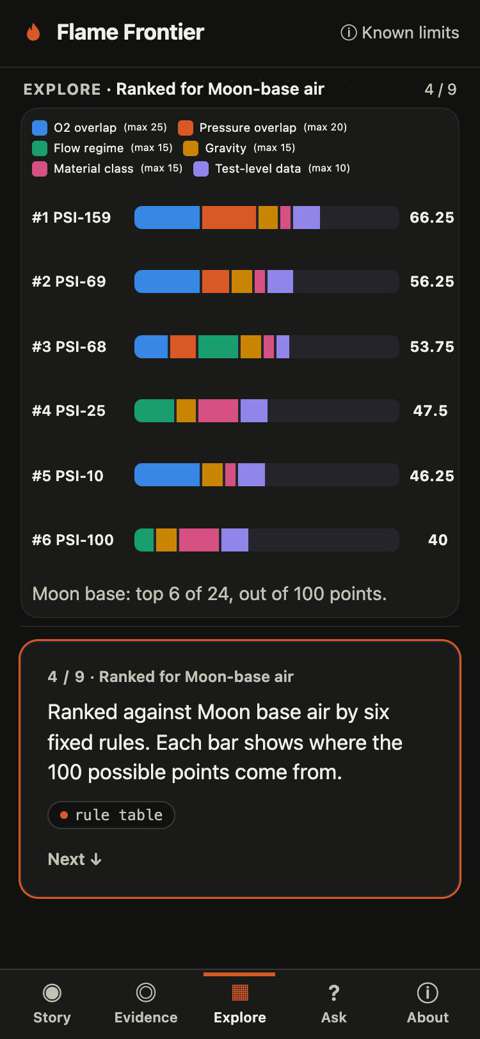 Flame Frontier
ⓘ Known limits
EXPLORE · Ranked for Moon-base air 4 / 9
O2 overlap (max 25) Pressure overlap (max 20)
Flow regime (max 15) Gravity (max 15)
Material class (max 15) Test-level data (max 10)
#1 PSI-159 66.25
#2 PSI-69 56.25
#3 PSI-68 53.75
#4 PSI-25 47.5
#5 PSI-10 46.25
#6 PSI-100 40
Moon base: top 6 of 24, out of 100 points.
4 / 9 · Ranked for Moon-base air
Ranked against Moon base air by six
fixed rules. Each bar shows where the
100 possible points come from.
rule table
Next ↓
Story Evidence Explore Ask About